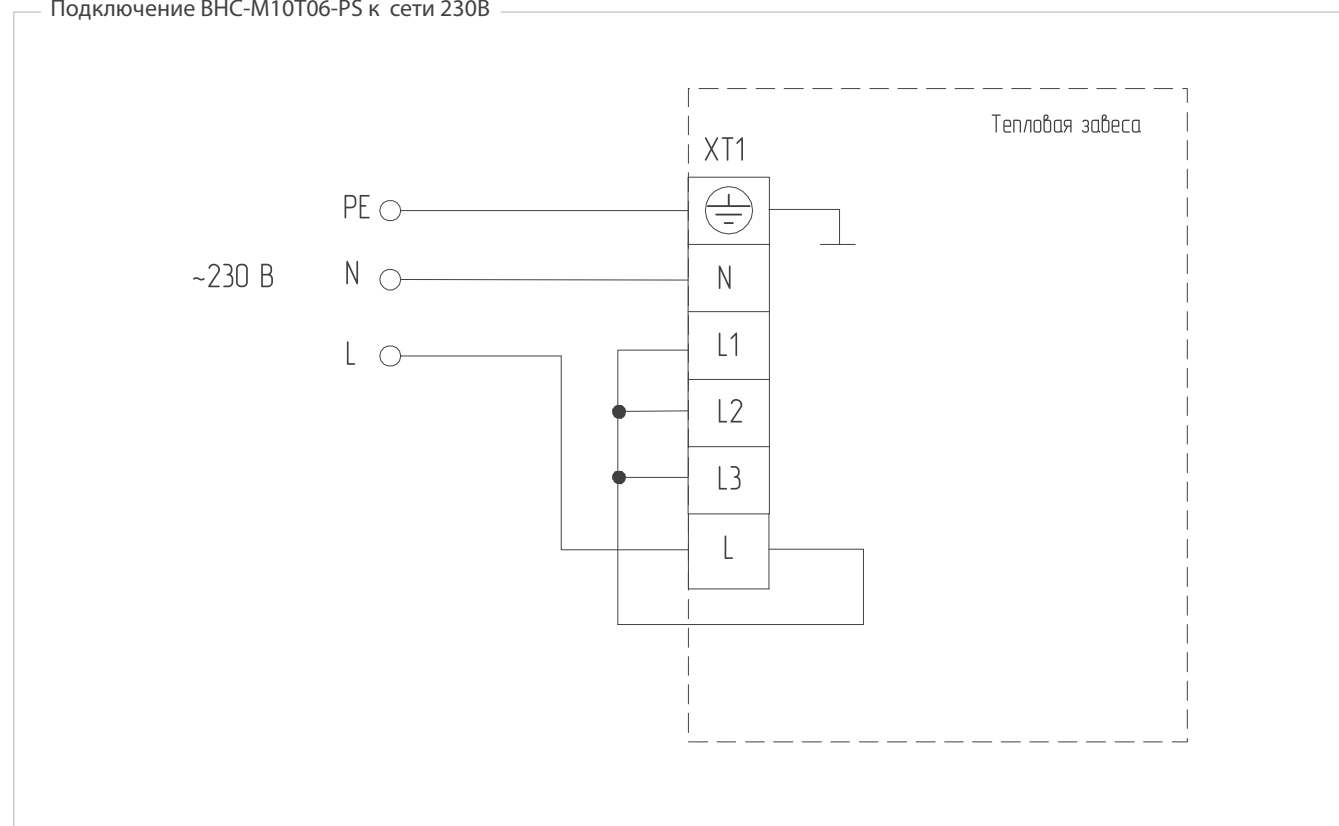 Подключение BHC-M10T06-PS к сети 230В
Тепловая завеса
XT1
PE
N
~230 В
N
L1
L
L2
L3
L